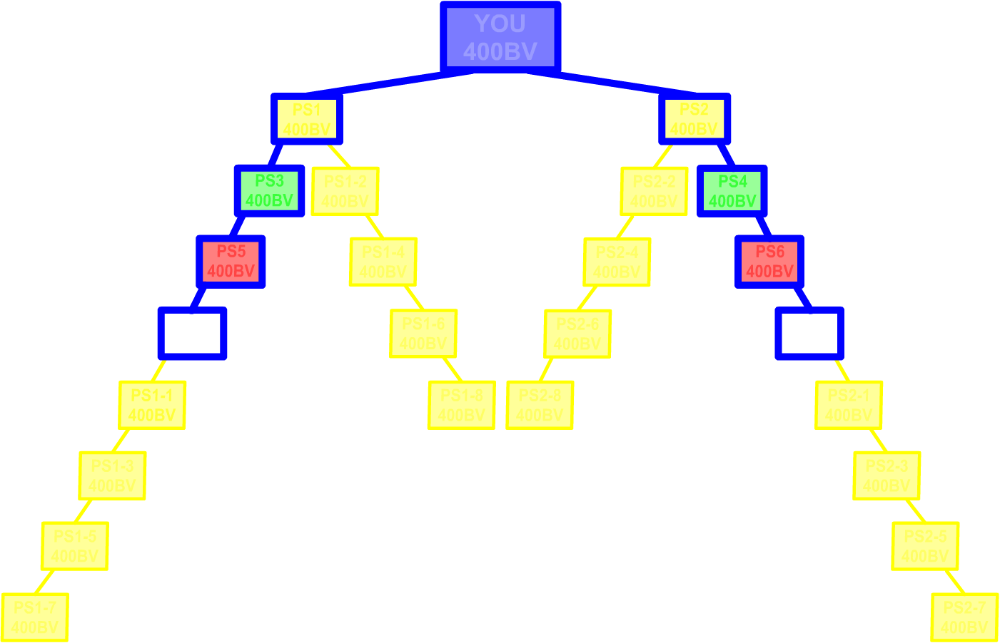 YOU
400BV
PS1
400BV
PS2
400BV
PS3
400BV
PS1-2
400BV
PS2-2
400BV
PS4
400BV
PS5
400BV
PS1-4
400BV
PS2-4
400BV
PS6
400BV
PS1-6
400BV
PS2-6
400BV
PS1-1
400BV
PS1-8
400BV
PS2-8
400BV
PS2-1
400BV
PS1-3
400BV
PS2-3
400BV
PS1-5
400BV
PS2-5
400BV
PS1-7
400BV
PS2-7
400BV